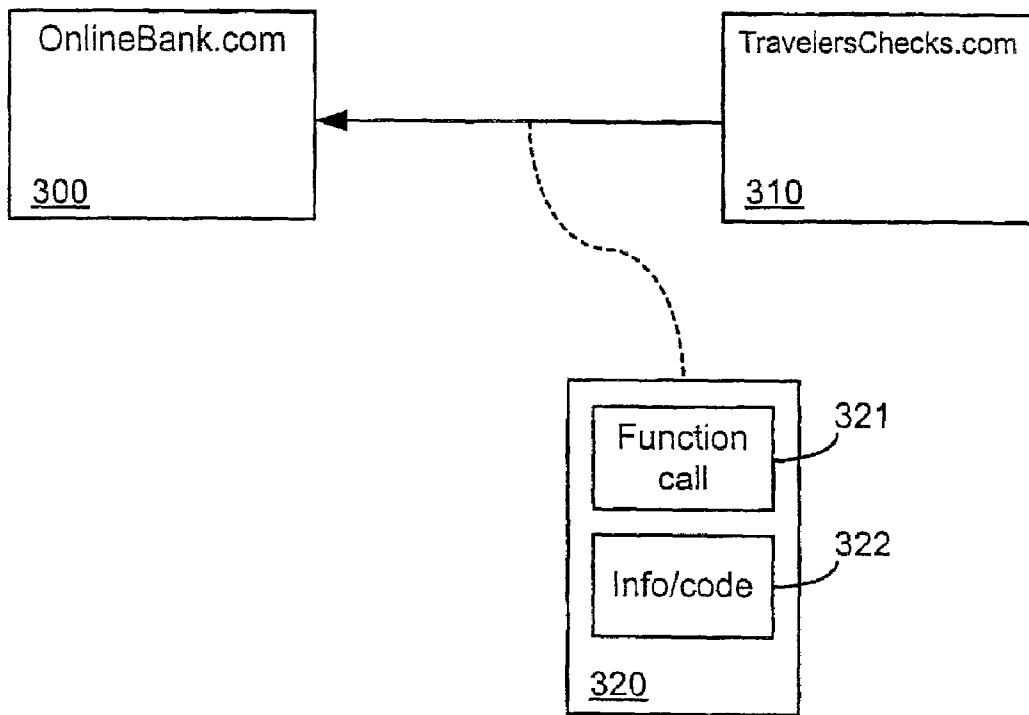 OnlineBank.com
300
TravelersChecks.com
310
Function
call
321
Info/code
322
320